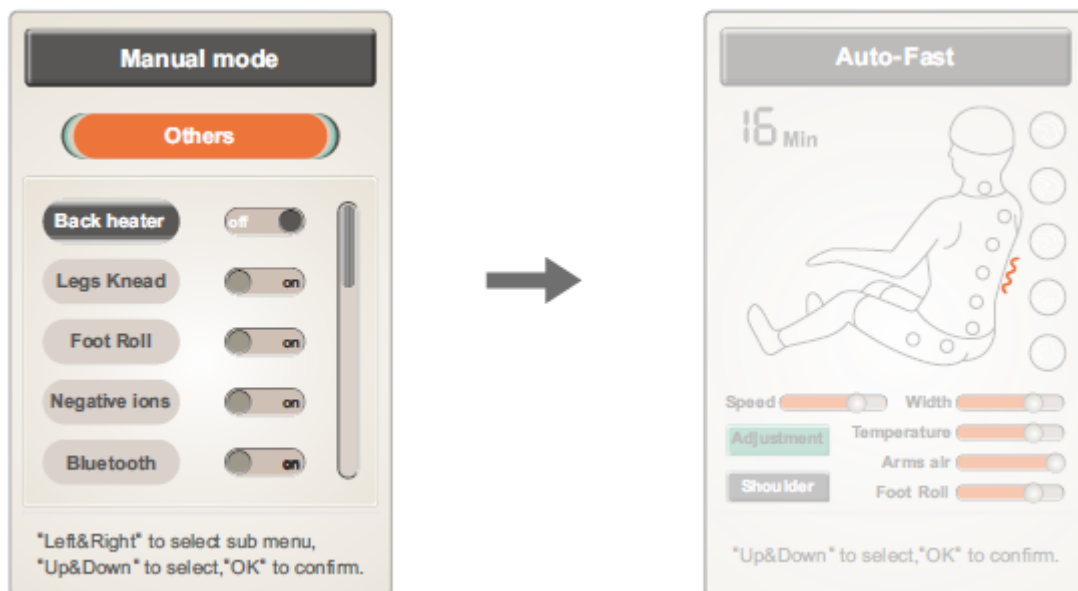 Manual mode
Others
Back heater off
Legs Knead on
Foot Roll on
Negative ions on
Bluetooth on
"Left&Right" to select sub menu,
"Up&Down" to select,"OK" to confirm.
Auto-Fast
16 Min
Speed Width
Adjustment Temperature
Arms air
Shoulder Foot Roll
"Up&Down" to select,"OK" to confirm.